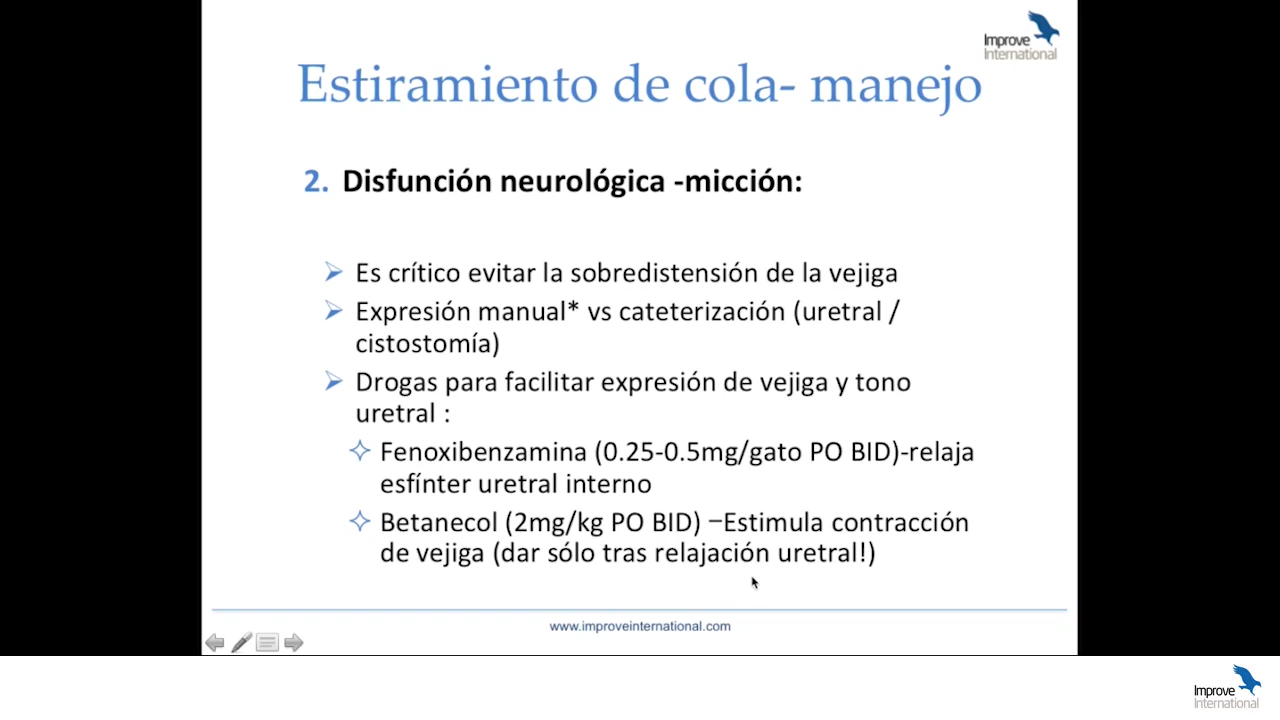 Improve
International
Estiramiento de cola- manejo
2. Disfunción neurológica -micción:
Es crítico evitar la sobredistensión de la vejiga
Expresión manual* vs cateterización (uretral /
cistostomía)
Drogas para facilitar expresión de vejiga y tono
uretral :
Fenoxibenzamina (0.25-0.5mg/gato PO BID)-relaja
esfínter uretral interno
Betanecol (2mg/kg PO BID) –Estimula contracción
de vejiga (dar sólo tras relajación uretral!)
www.improveinternational.com
Improve
International